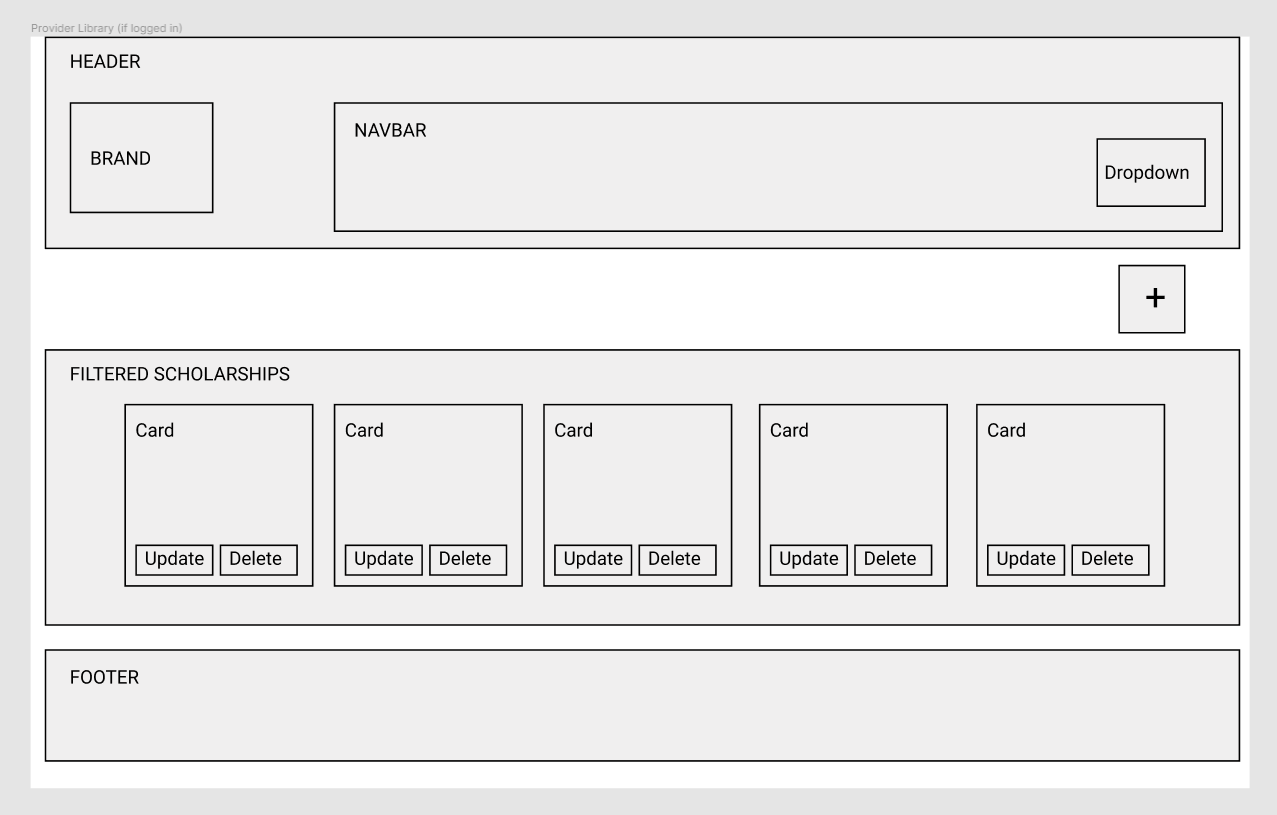 Provider Library (if logged in)
HEADER
BRAND
NAVBAR
Dropdown
+
FILTERED SCHOLARSHIPS
Card
Card
Card
Card
Card
Update Delete
Update Delete
Update Delete
Update Delete
Update Delete
FOOTER